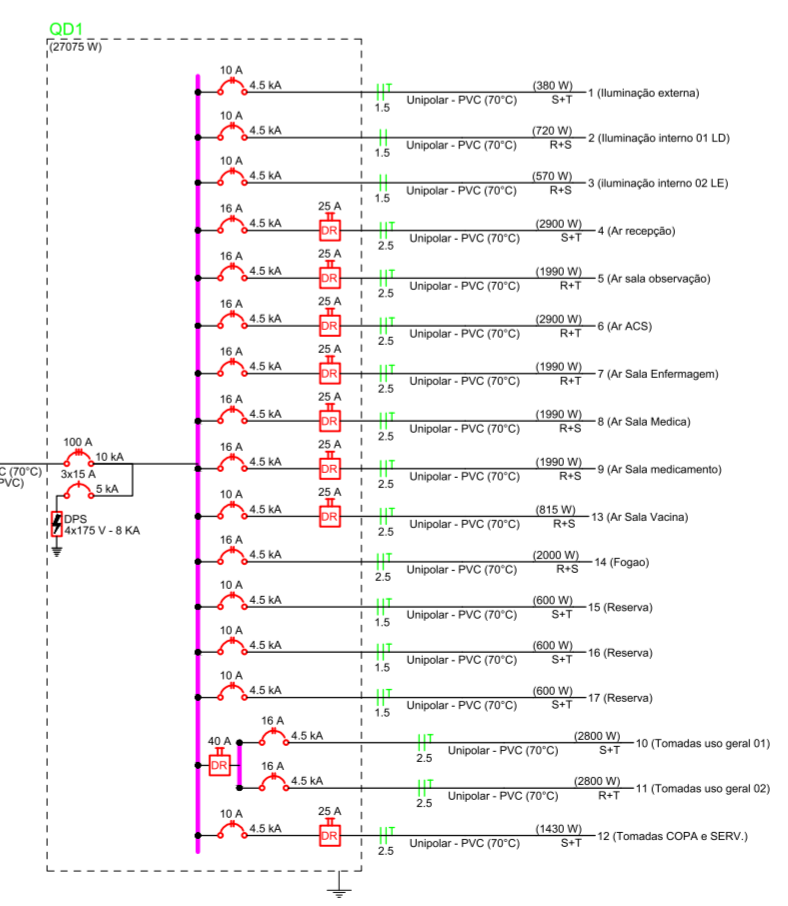 QD1
(27075 W)
10 A
4.5 kA
1.5
Unipolar - PVC (70°C)
(380 W)
S+T
1 (Iluminação externa)
10 A
4.5 kA
1.5
Unipolar - PVC (70°C)
(720 W)
R+S
2 (Iluminação interno 01 LD)
10 A
4.5 kA
1.5
Unipolar - PVC (70°C)
(570 W)
R+S
3 (iluminação interno 02 LE)
16 A
4.5 kA
25 A
DR
T
2.5
Unipolar - PVC (70°C)
(2900 W)
S+T
4 (Ar recepção)
16 A
4.5 kA
25 A
DR
2.5
Unipolar - PVC (70°C)
(1990 W)
R+T
5 (Ar sala observação)
16 A
4.5 kA
25 A
DR
2.5
Unipolar - PVC (70°C)
(2900 W)
R+T
6 (Ar ACS)
16 A
4.5 kA
25 A
DR
2.5
Unipolar - PVC (70°C)
(1990 W)
R+T
7 (Ar Sala Enfermagem)
16 A
4.5 kA
25 A
DR
2.5
Unipolar - PVC (70°C)
(1990 W)
R+S
8 (Ar Sala Medica)
100 A
10 kA
C (70°C)
PVC)
3x15 A
5 kA
DPS
4x175 V - 8 KA
16 A
4.5 kA
25 A
DR
2.5
Unipolar - PVC (70°C)
(1990 W)
R+S
9 (Ar Sala medicamento)
10 A
4.5 kA
25 A
DR
2.5
Unipolar - PVC (70°C)
(815 W)
R+S
13 (Ar Sala Vacina)
16 A
4.5 kA
2.5
Unipolar - PVC (70°C)
(2000 W)
R+S
14 (Fogao)
10 A
4.5 kA
1.5
Unipolar - PVC (70°C)
(600 W)
S+T
15 (Reserva)
10 A
4.5 kA
1.5
Unipolar - PVC (70°C)
(600 W)
S+T
16 (Reserva)
10 A
4.5 kA
1.5
Unipolar - PVC (70°C)
(600 W)
S+T
17 (Reserva)
40 A
DR
16 A
4.5 kA
2.5
Unipolar - PVC (70°C)
(2800 W)
S+T
10 (Tomadas uso geral 01)
16 A
4.5 kA
2.5
Unipolar - PVC (70°C)
(2800 W)
R+T
11 (Tomadas uso geral 02)
10 A
4.5 kA
25 A
DR
2.5
Unipolar - PVC (70°C)
(1430 W)
S+T
12 (Tomadas COPA e SERV.)